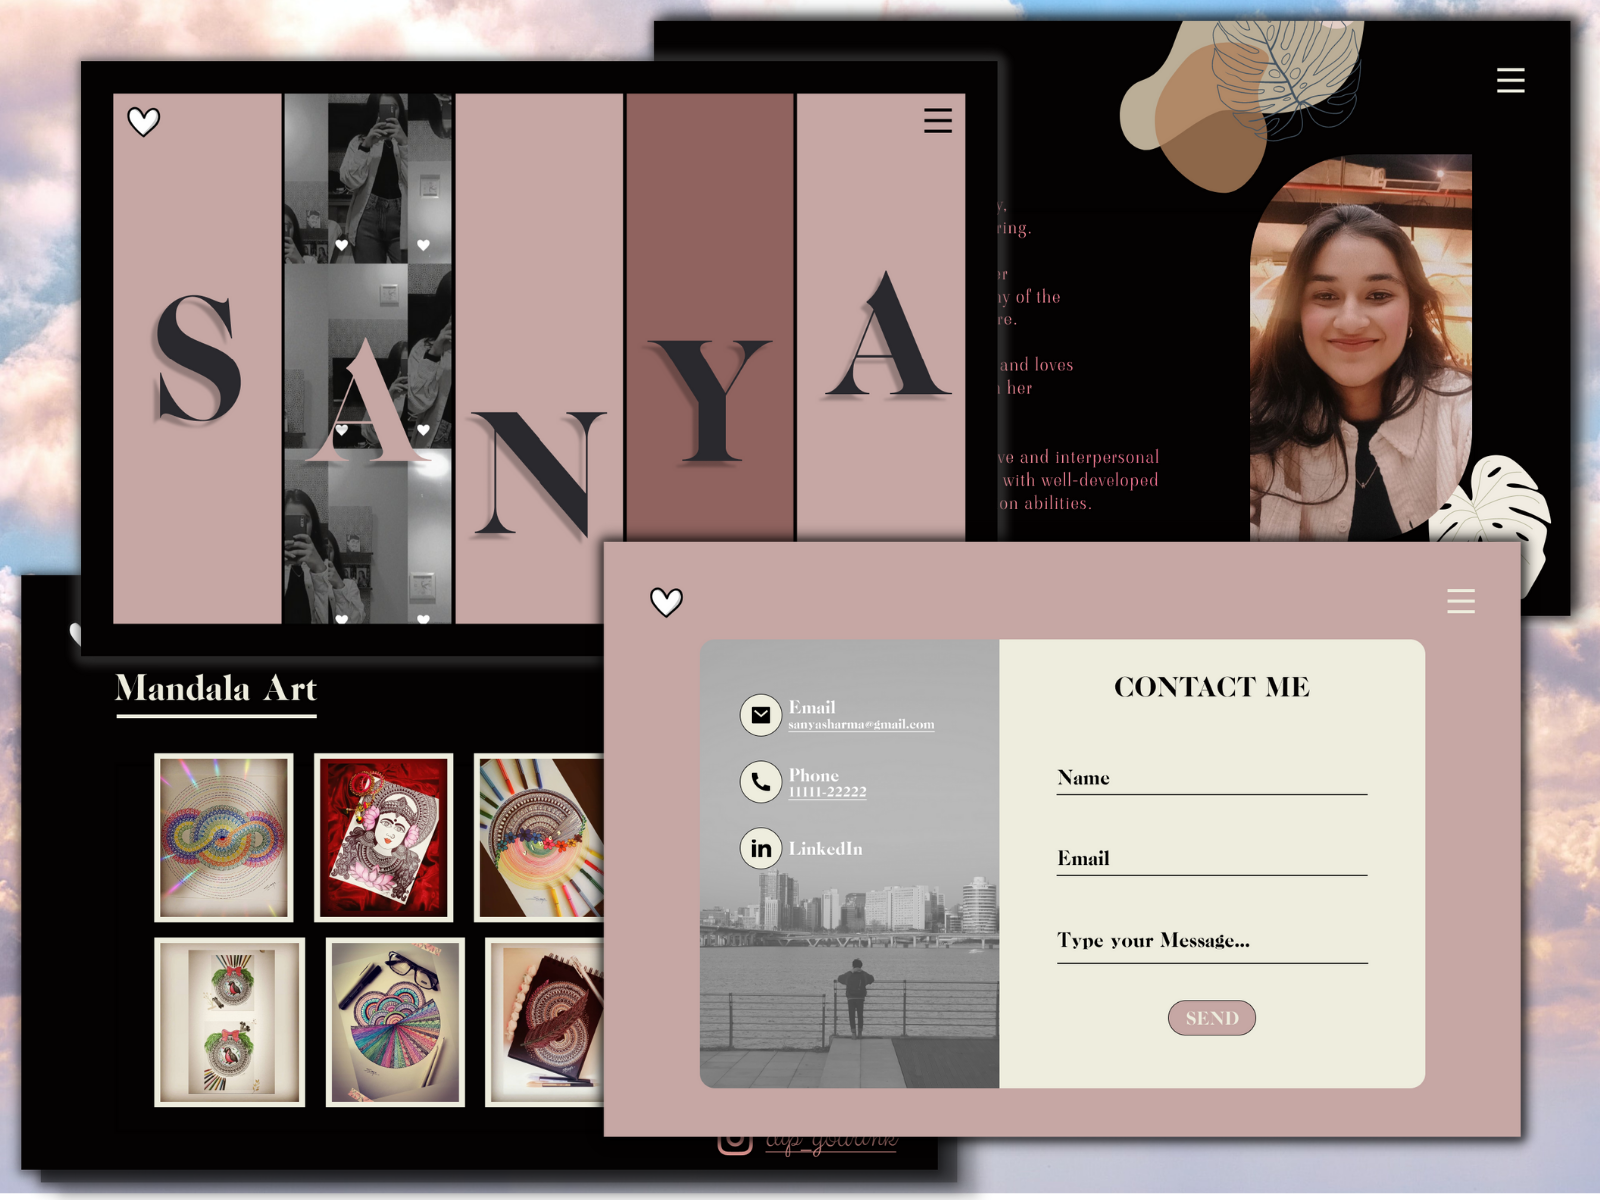 SANYA
ring.
y of the
re.
and loves
her
ve and interpersonal
with well-developed
on abilities.
Mandala Art
CONTACT ME
Email
sanyasharma@gmail.com
Phone
11111-22222
LinkedIn
Name
Email
Type your Message...
SEND